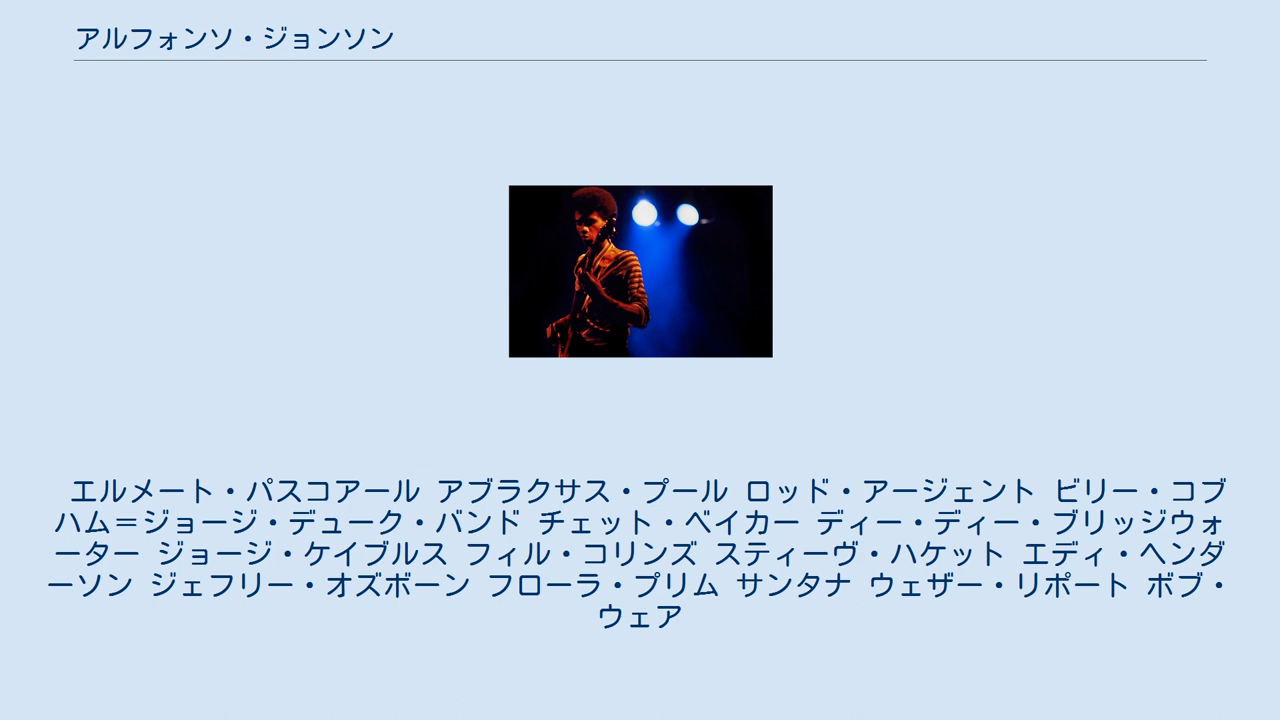 アルフォンソ・ジョンソン
エルメート・パスコアール アブラクサス・プール ロッド・アージェント ビリー・コブ
ハム＝ジョージ・デューク・バンド チェット・ベイカー ディー・ディー・ブリッジウォ
ーター ジョージ・ケイブルス フィル・コリンズ スティーヴ・ハケット エディ・ヘンダ
ーソン ジェフリー・オズボーン フローラ・プリム サンタナ ウェザー・リポート ボブ・
ウェア